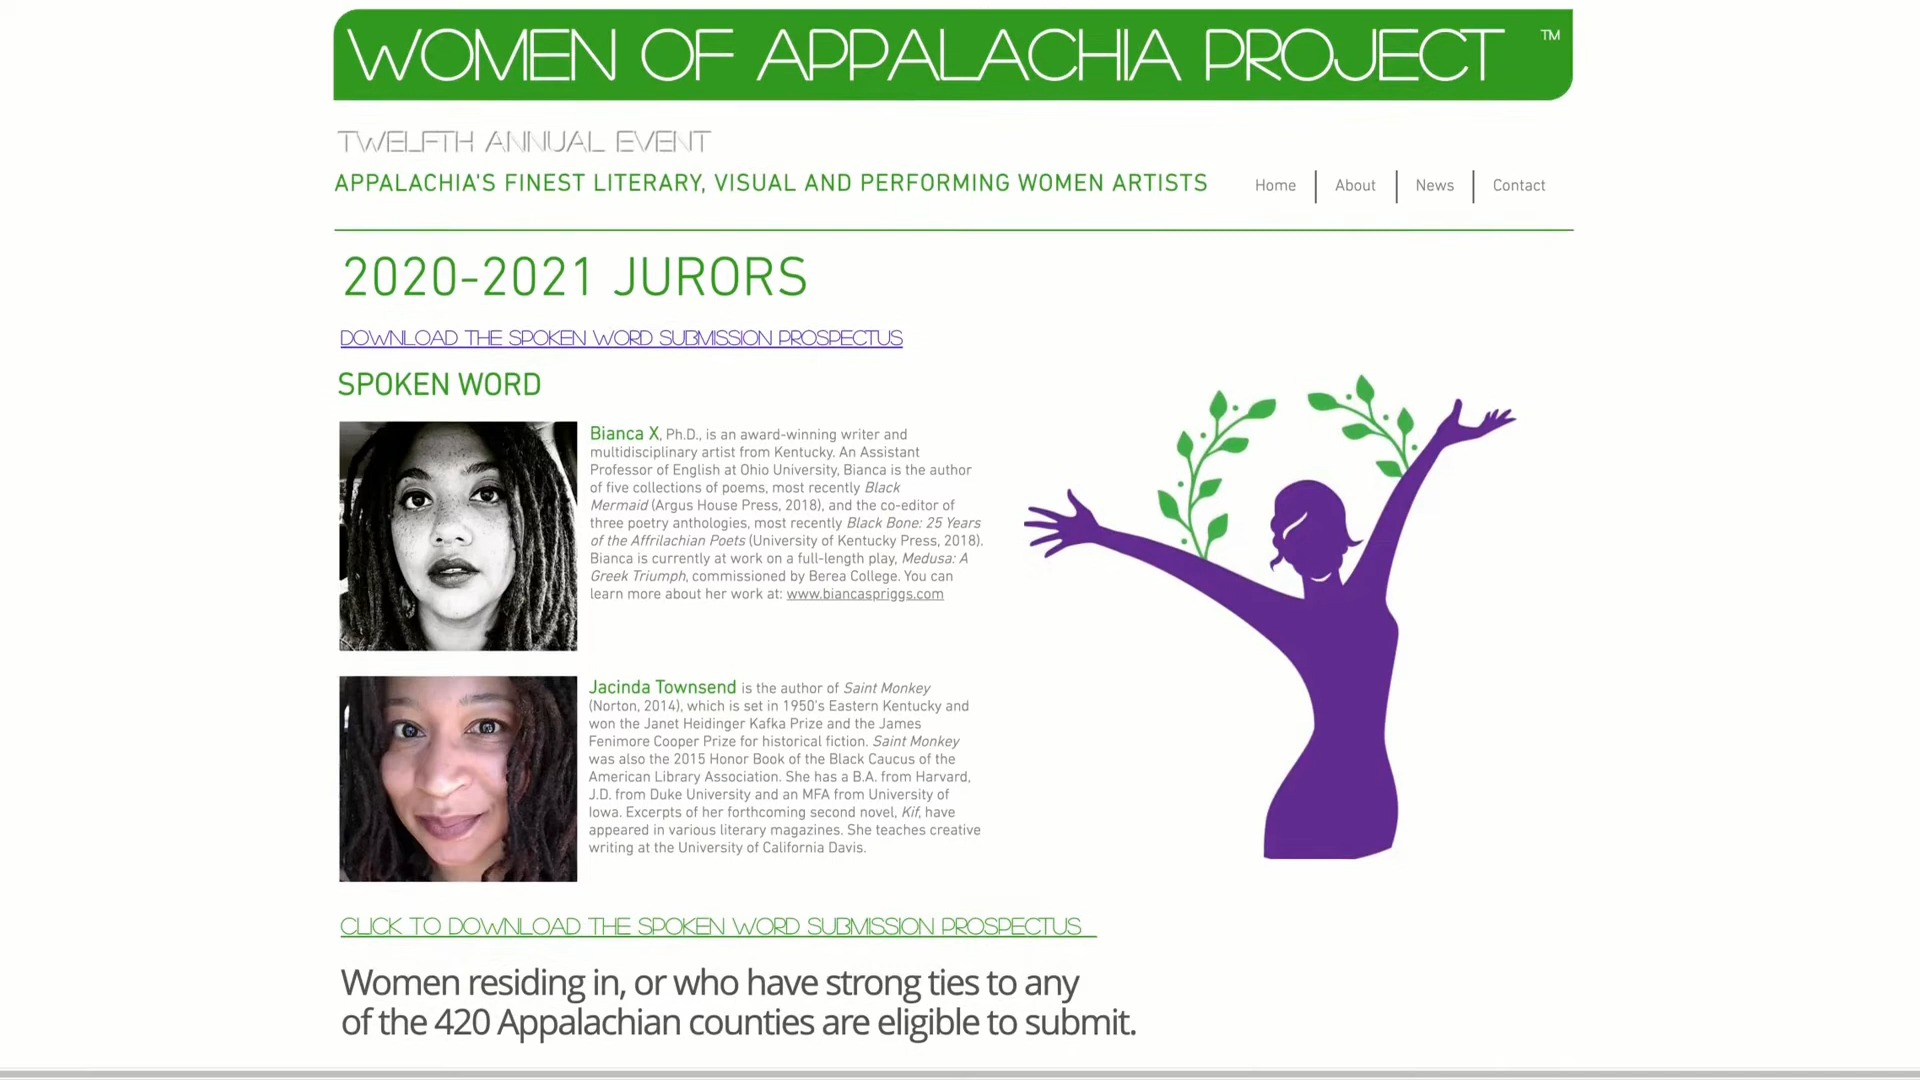 WOMEN OF APPALACHIA PROJECT ™
TWELFTH ANNUAL EVENT
APPALACHIA'S FINEST LITERARY, VISUAL AND PERFORMING WOMEN ARTISTS
Home
About
News
Contact
2020-2021 JURORS
DOWNLOAD THE SPOKEN WORD SUBMISSION PROSPECTUS
SPOKEN WORD
Bianca X, Ph.D., is an award-winning writer and
multidisciplinary artist from Kentucky. An Assistant
Professor of English at Ohio University, Bianca is the author
of five collections of poems, most recently Black
Mermaid (Argus House Press, 2018), and the co-editor of
three poetry anthologies, most recently Black Bone: 25 Years
of the Affrilachian Poets (University of Kentucky Press, 2018).
Bianca is currently at work on a full-length play, Medusa: A
Greek Triumph, commissioned by Berea College. You can
learn more about her work at: www.biancaspriggs.com
Jacinda Townsend is the author of Saint Monkey
(Norton, 2014), which is set in 1950's Eastern Kentucky and
won the Janet Heidinger Kafka Prize and the James
Fenimore Cooper Prize for historical fiction. Saint Monkey
was also the 2015 Honor Book of the Black Caucus of the
American Library Association. She has a B.A. from Harvard,
J.D. from Duke University and an MFA from University of
Iowa. Excerpts of her forthcoming second novel, Kif, have
appeared in various literary magazines. She teaches creative
writing at the University of California Davis.
CLICK TO DOWNLOAD THE SPOKEN WORD SUBMISSION PROSPECTUS
Women residing in, or who have strong ties to any
of the 420 Appalachian counties are eligible to submit.